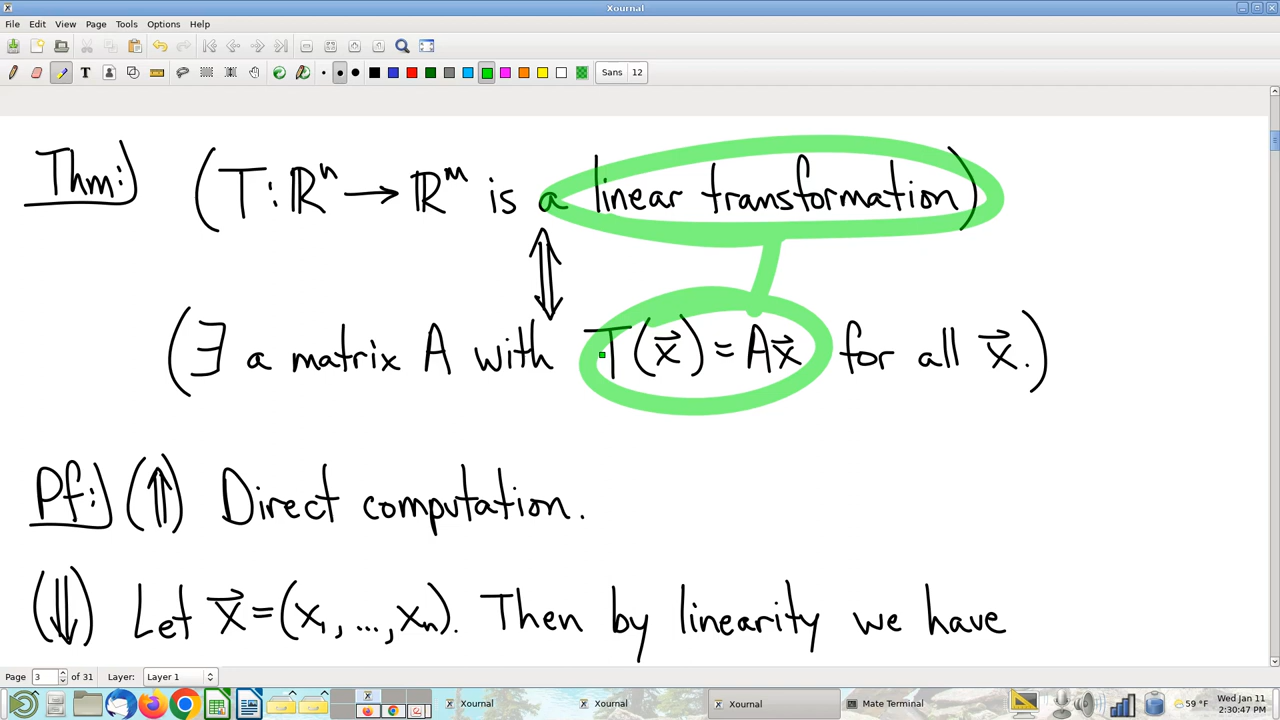 Xournal
File Edit View Page Tools Options Help
Sans 12
Thm:) (T: ℝⁿ → ℝᵐ is a linear transformation)
⇕
(∃ a matrix A with T(x⃗) = Ax⃗ for all x⃗.)
Pf:) (⇑) Direct computation.
(⇓) Let x⃗ = (x₁, ..., xₙ). Then by linearity we have
Page 3 of 31 Layer: Layer 1
Xournal Xournal Xournal Mate Terminal 59 °F Wed Jan 11
2:30:47 PM